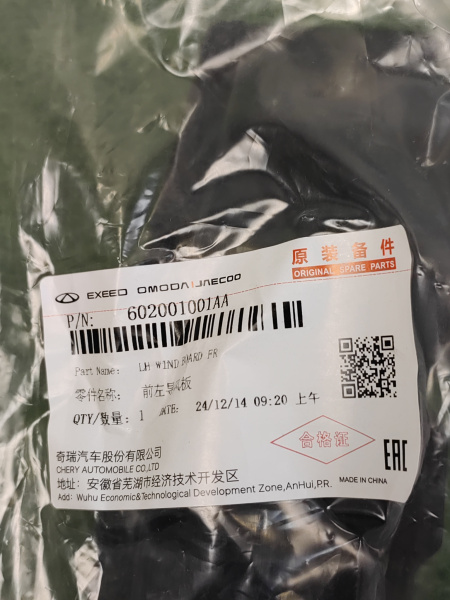 原装备件
ORIGINAL SPARE PARTS
EXEED OMODA JAECOO
P/N: 602001001AA
Part Name: LH WIND BOARD FR
零件名称: 前左导风板
QTY/数量: 1 DATE: 24/12/14 09:20 上午
合格证
EAC
奇瑞汽车股份有限公司
CHERY AUTOMOBILE CO.,LTD
地址: 安徽省芜湖市经济技术开发区
MADE IN CHINA
Add: Wuhu Economic&Technological Development Zone,AnHui,P.R.